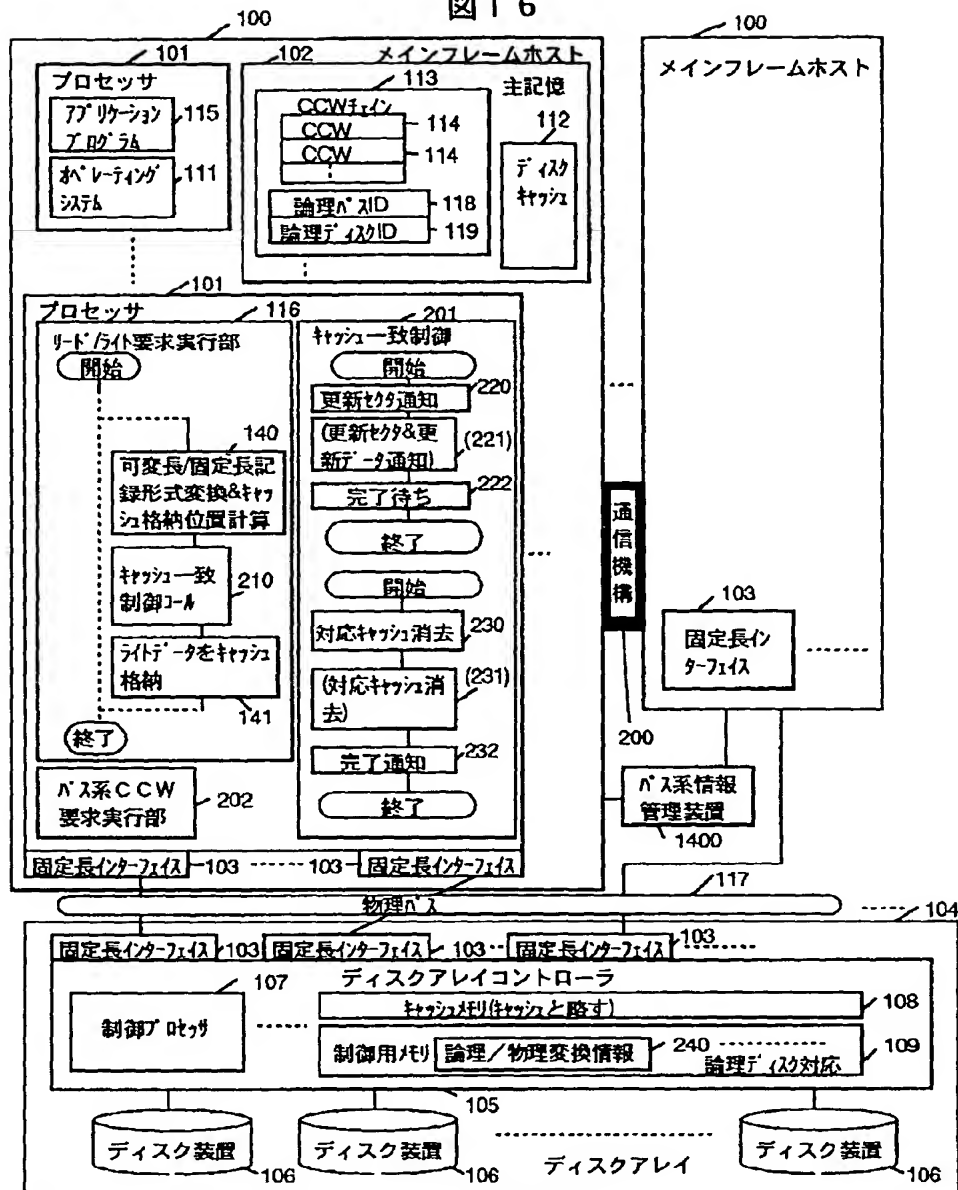 図16
100
100
101
102
メインフレームホスト
メインフレームホスト
プロセッサ
アプリケーション
プログラム
115
オペレーティング
システム
111
113
主記憶
CCWチェイン
CCW
114
CCW
114
112
ディスク
キャッシュ
論理パスID
118
論理ディスクID
119
101
プロセッサ
116
201
リード/ライト要求実行部
開始
140
可変長/固定長記
録形式変換&キャッ
シュ格納位置計算
キャッシュ一致
制御コール
210
ライトデータをキャッシュ
格納
141
終了
パス系CCW
要求実行部
202
キャッシュ一致制御
開始
更新セクタ通知
220
(更新セクタ&更
新データ通知)
(221)
完了待ち
222
終了
開始
対応キャッシュ消去
230
(対応キャッシュ消
去)
(231)
完了通知
232
終了
通信機構
200
103
固定長イン
ターフェイス
パス系情報
管理装置
1400
固定長インターフェイス
103
103
固定長インターフェイス
117
物理パス
104
固定長インターフェイス
103
固定長インターフェイス
103
固定長インターフェイス
103
ディスクアレイコントローラ
107
制御プロセッサ
キャッシュメモリ(キャッシュと略す)
108
制御用メモリ
論理/物理変換情報
240
論理ディスク対応
109
105
ディスク装置
106
ディスク装置
106
ディスクアレイ
ディスク装置
106